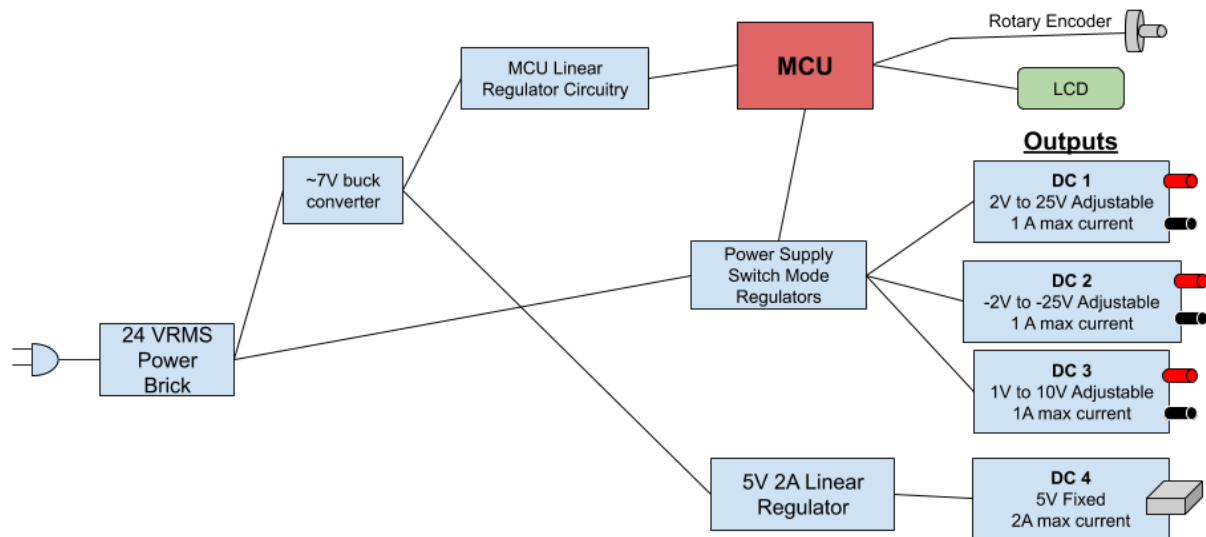 Rotary Encoder
MCU Linear
Regulator Circuitry
MCU
LCD
Outputs
~7V buck
converter
DC 1
2V to 25V Adjustable
1 A max current
Power Supply
Switch Mode
Regulators
DC 2
-2V to -25V Adjustable
1 A max current
24 VRMS
Power
Brick
DC 3
1V to 10V Adjustable
1A max current
5V 2A Linear
Regulator
DC 4
5V Fixed
2A max current